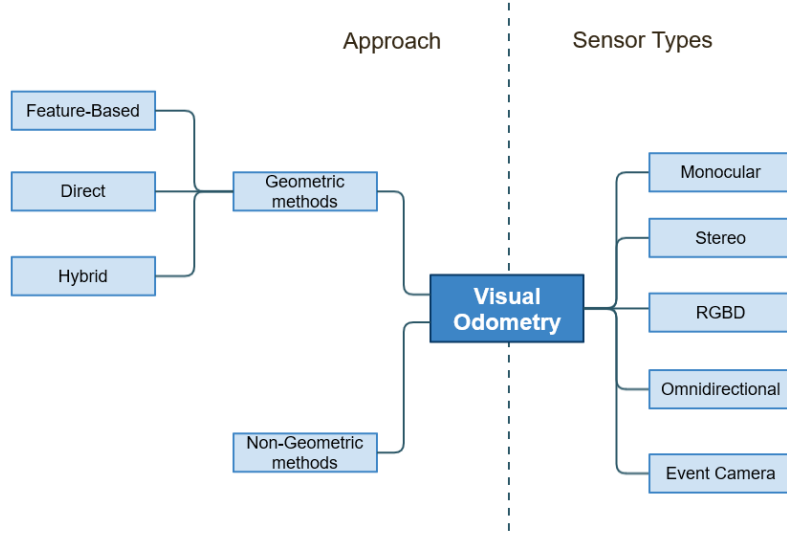 Approach
Sensor Types
Feature-Based
Direct
Hybrid
Geometric
methods
Non-Geometric
methods
Visual
Odometry
Monocular
Stereo
RGBD
Omnidirectional
Event Camera